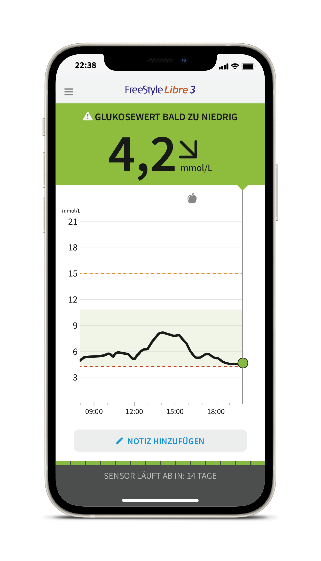 22:38
FreeStyle Libre 3
GLUKOSEWERT BALD ZU NIEDRIG
4,2
mmol/L
mmol/L
21
18
15
12
9
6
3
09:00 12:00 15:00 18:00
NOTIZ HINZUFÜGEN
SENSOR LÄUFT AB IN: 14 TAGE